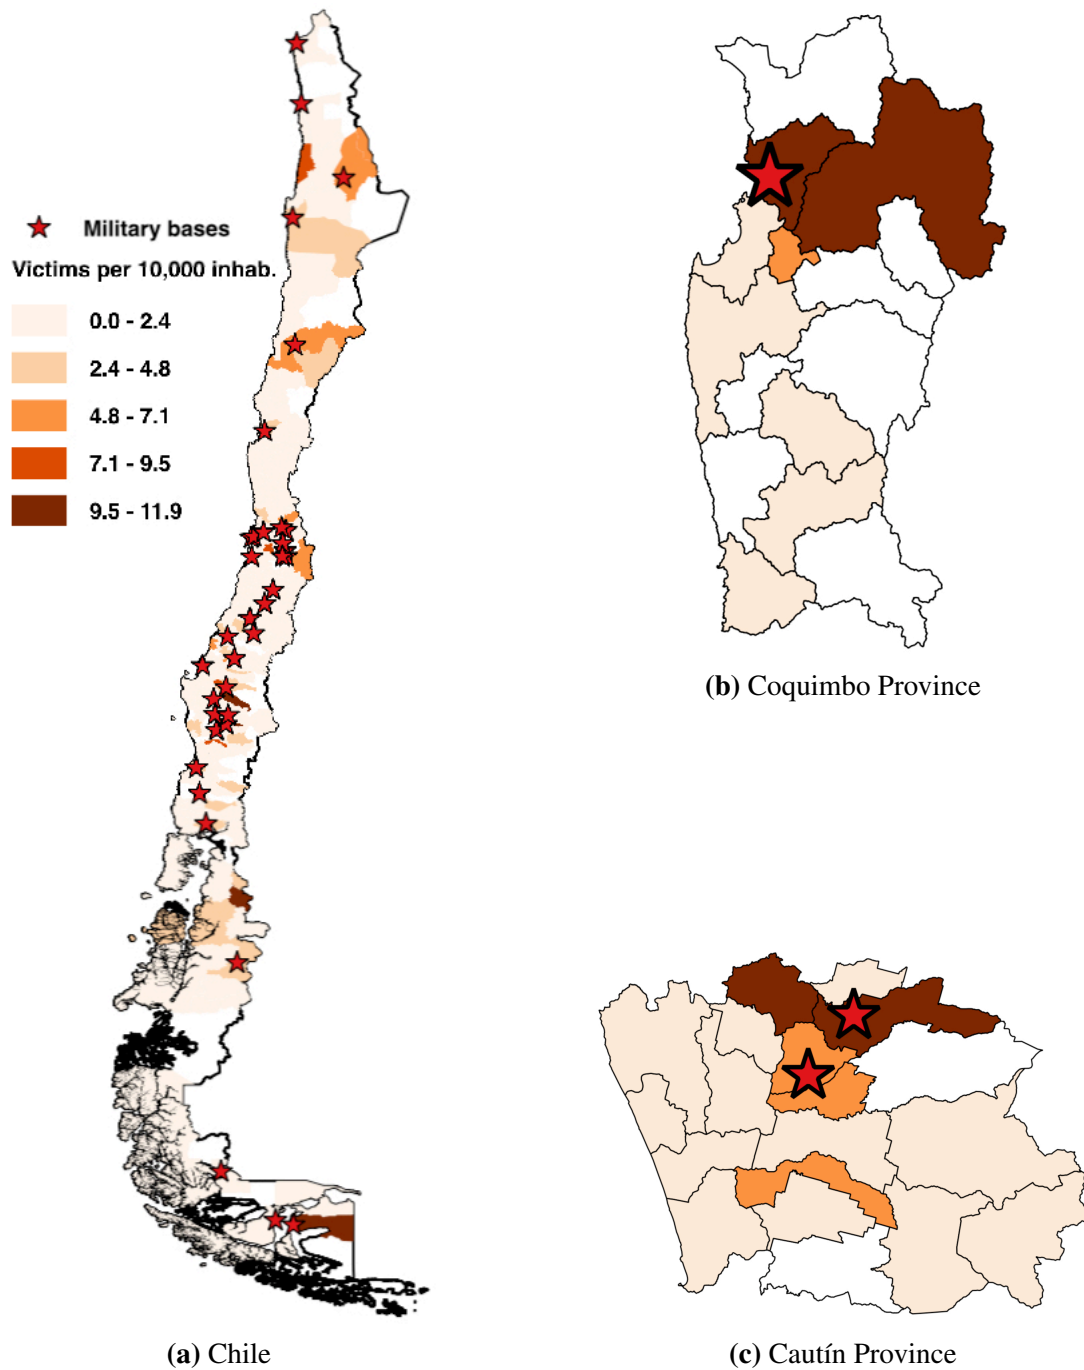 Military bases
Victims per 10,000 inhab.
0.0 - 2.4
2.4 - 4.8
4.8 - 7.1
7.1 - 9.5
9.5 - 11.9
(a) Chile
(b) Coquimbo Province
(c) Cautín Province